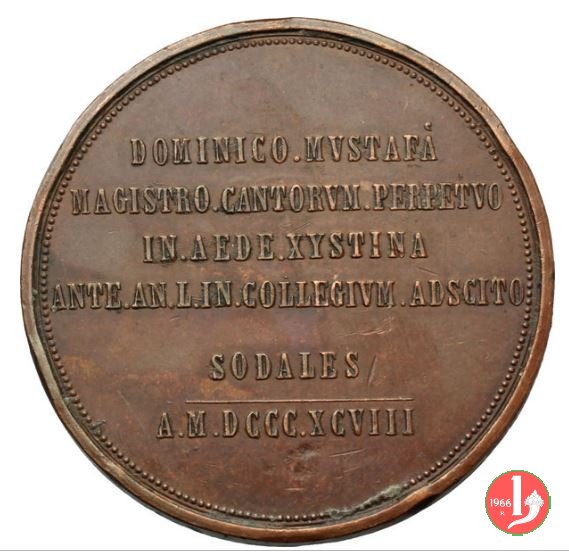 DOMINICO.MVSTAFÀ
MAGISTRO.CANTORVM.PERPETVO
IN.AEDE.XYSTINA
ANTE.AN.L.IN.COLLEGIVM.ADSCITO
SODALES
A.M.DCCC.XCVIII
1966